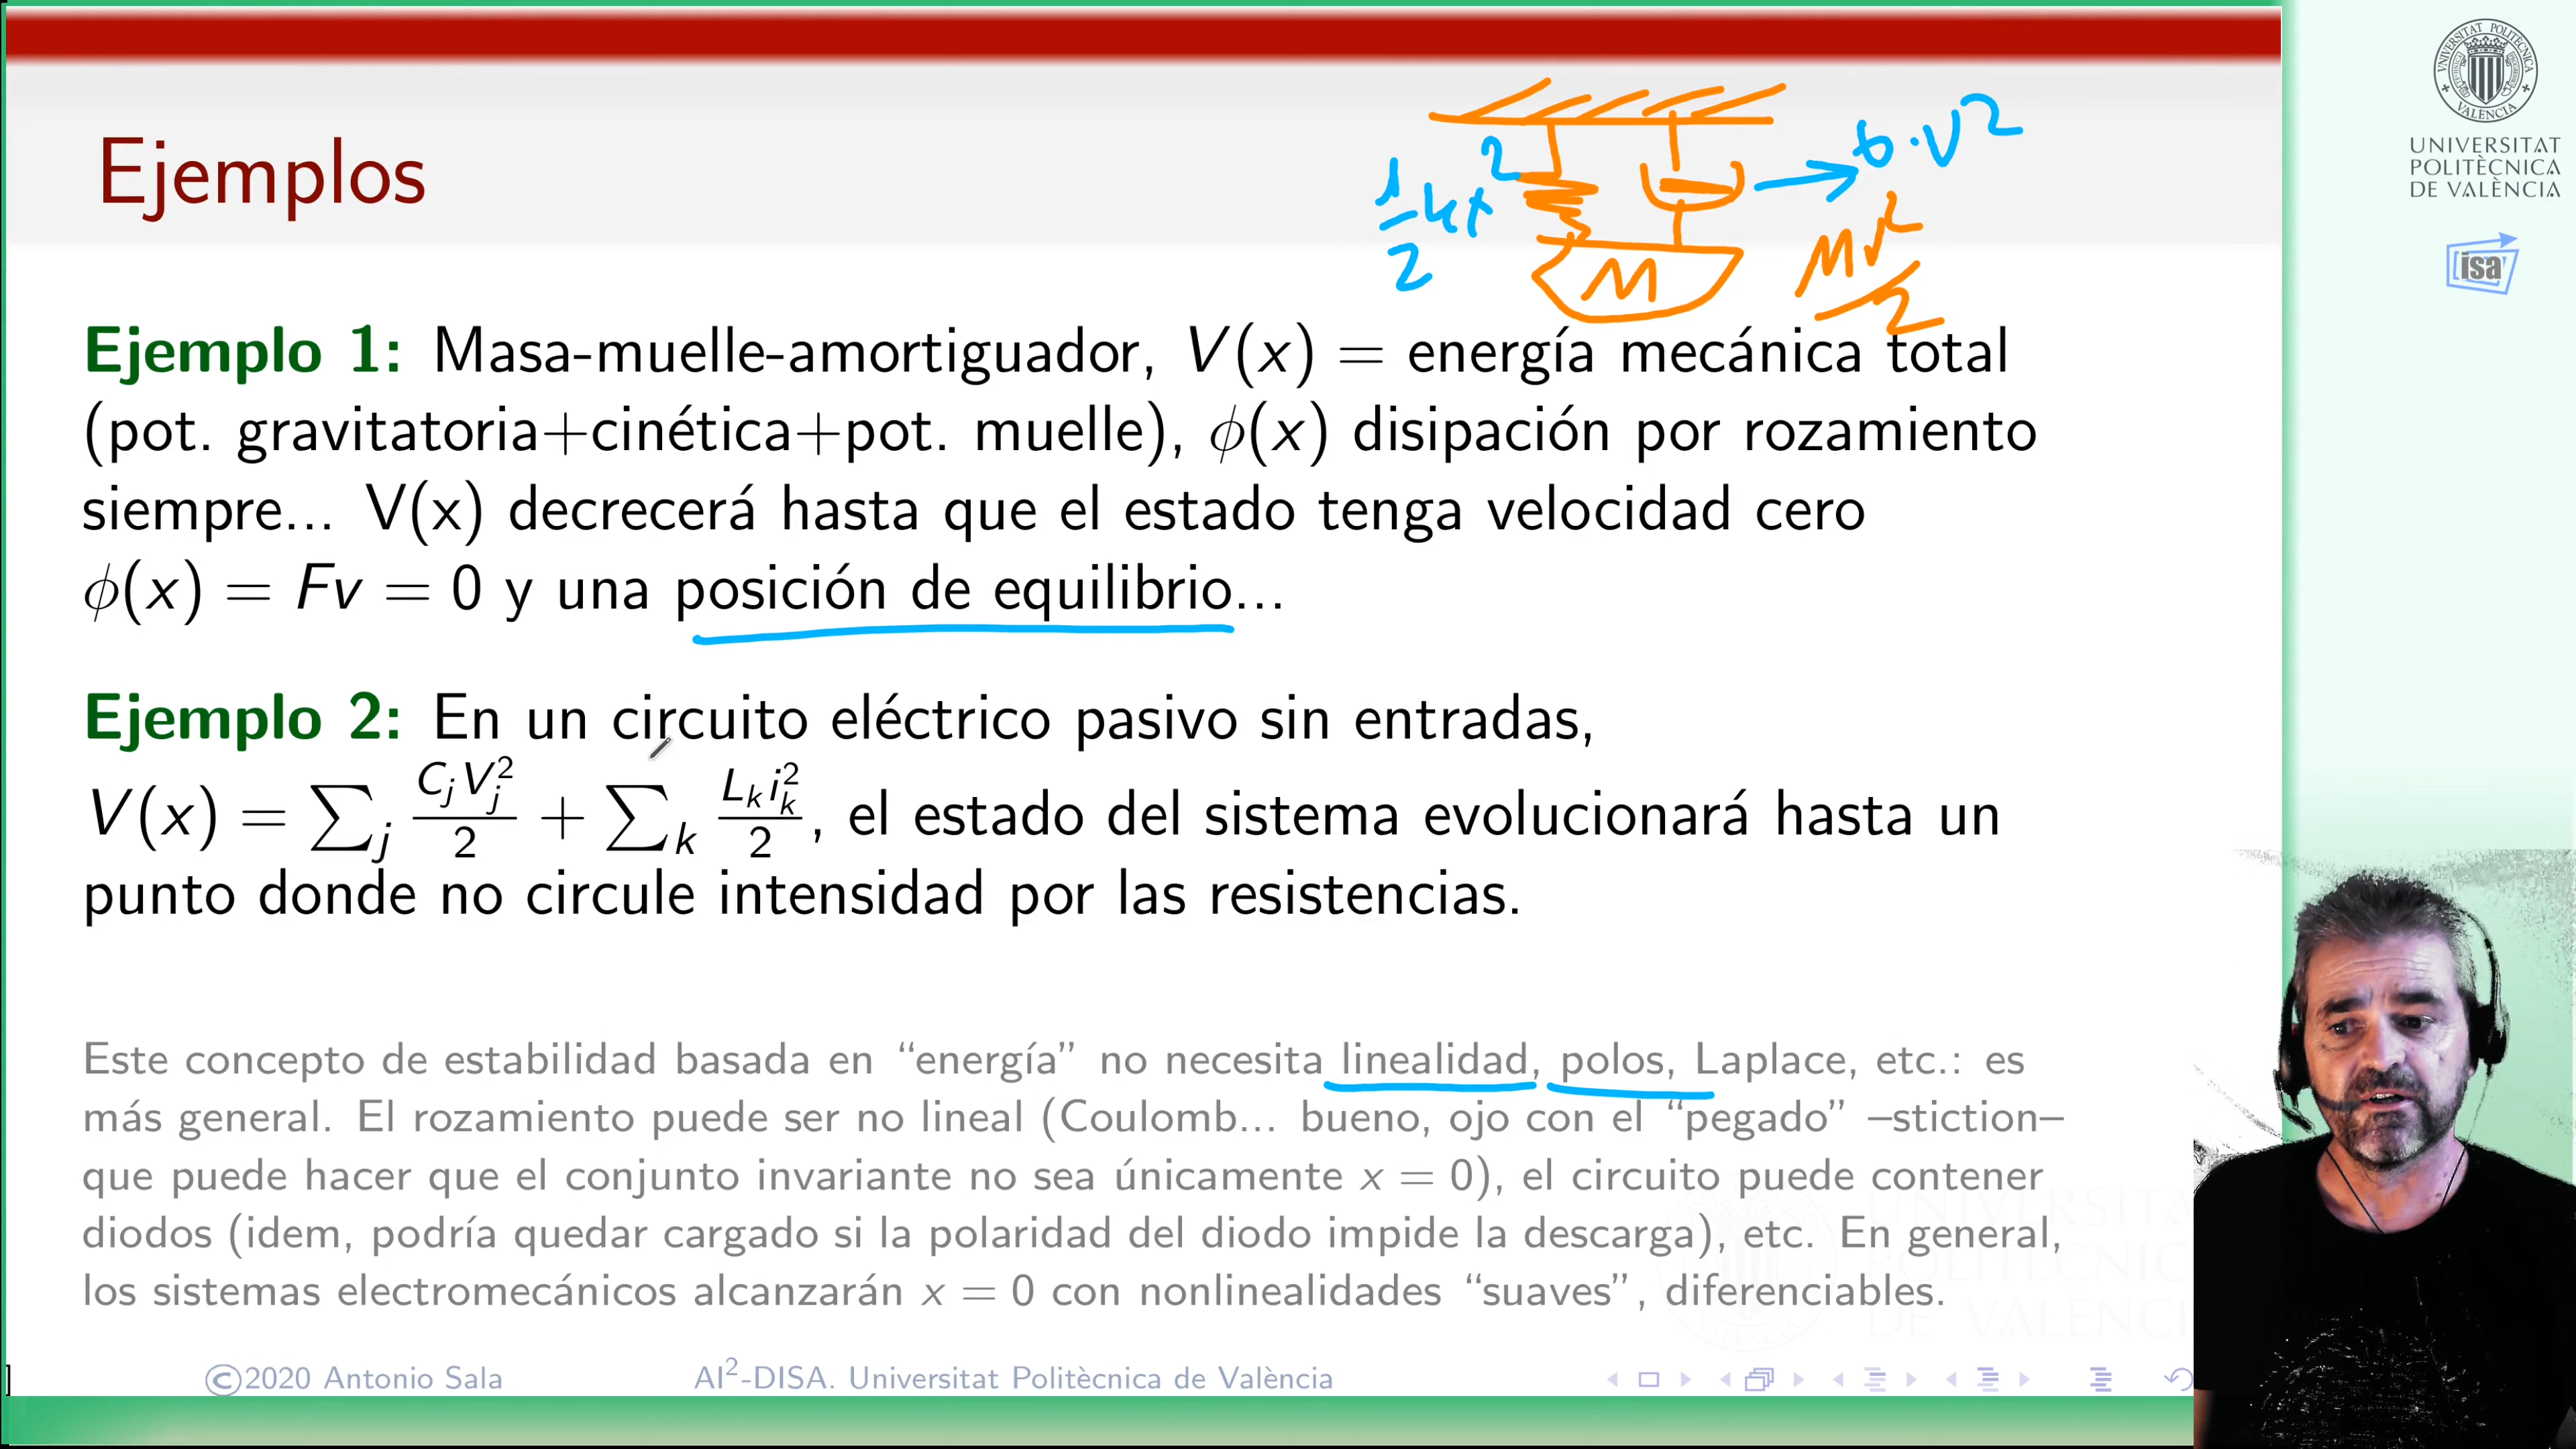 Ejemplos
1/2 kx²
b·v²
M
Mv²/2
UNIVERSITAT
POLITÈCNICA
DE VALÈNCIA
isa
Ejemplo 1: Masa-muelle-amortiguador, V(x) = energía mecánica total
(pot. gravitatoria+cinética+pot. muelle), ϕ(x) disipación por rozamiento
siempre... V(x) decrecerá hasta que el estado tenga velocidad cero
ϕ(x) = Fv = 0 y una posición de equilibrio...
Ejemplo 2: En un circuito eléctrico pasivo sin entradas,
V(x) = ∑_j C_j V_j^2 / 2 + ∑_k L_k i_k^2 / 2, el estado del sistema evolucionará hasta un
punto donde no circule intensidad por las resistencias.
Este concepto de estabilidad basada en “energía” no necesita linealidad, polos, Laplace, etc.: es
más general. El rozamiento puede ser no lineal (Coulomb... bueno, ojo con el “pegado” –stiction–
que puede hacer que el conjunto invariante no sea únicamente x = 0), el circuito puede contener
diodos (idem, podría quedar cargado si la polaridad del diodo impide la descarga), etc. En general,
los sistemas electromecánicos alcanzarán x = 0 con nonlinealidades “suaves”, diferenciables.
©2020 Antonio Sala
AI²-DISA. Universitat Politècnica de València